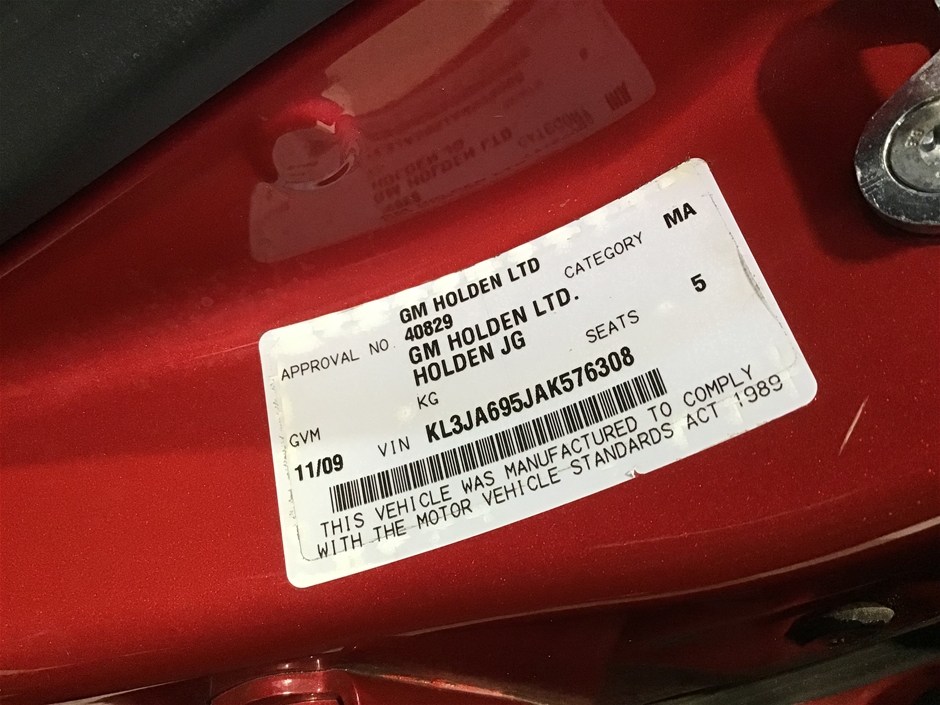 GM HOLDEN LTD
APPROVAL NO. 40829 CATEGORY MA
GM HOLDEN LTD.
HOLDEN JG SEATS 5
GVM KG
11/09 VIN KL3JA695JAK576308
THIS VEHICLE WAS MANUFACTURED TO COMPLY
WITH THE MOTOR VEHICLE STANDARDS ACT 1989